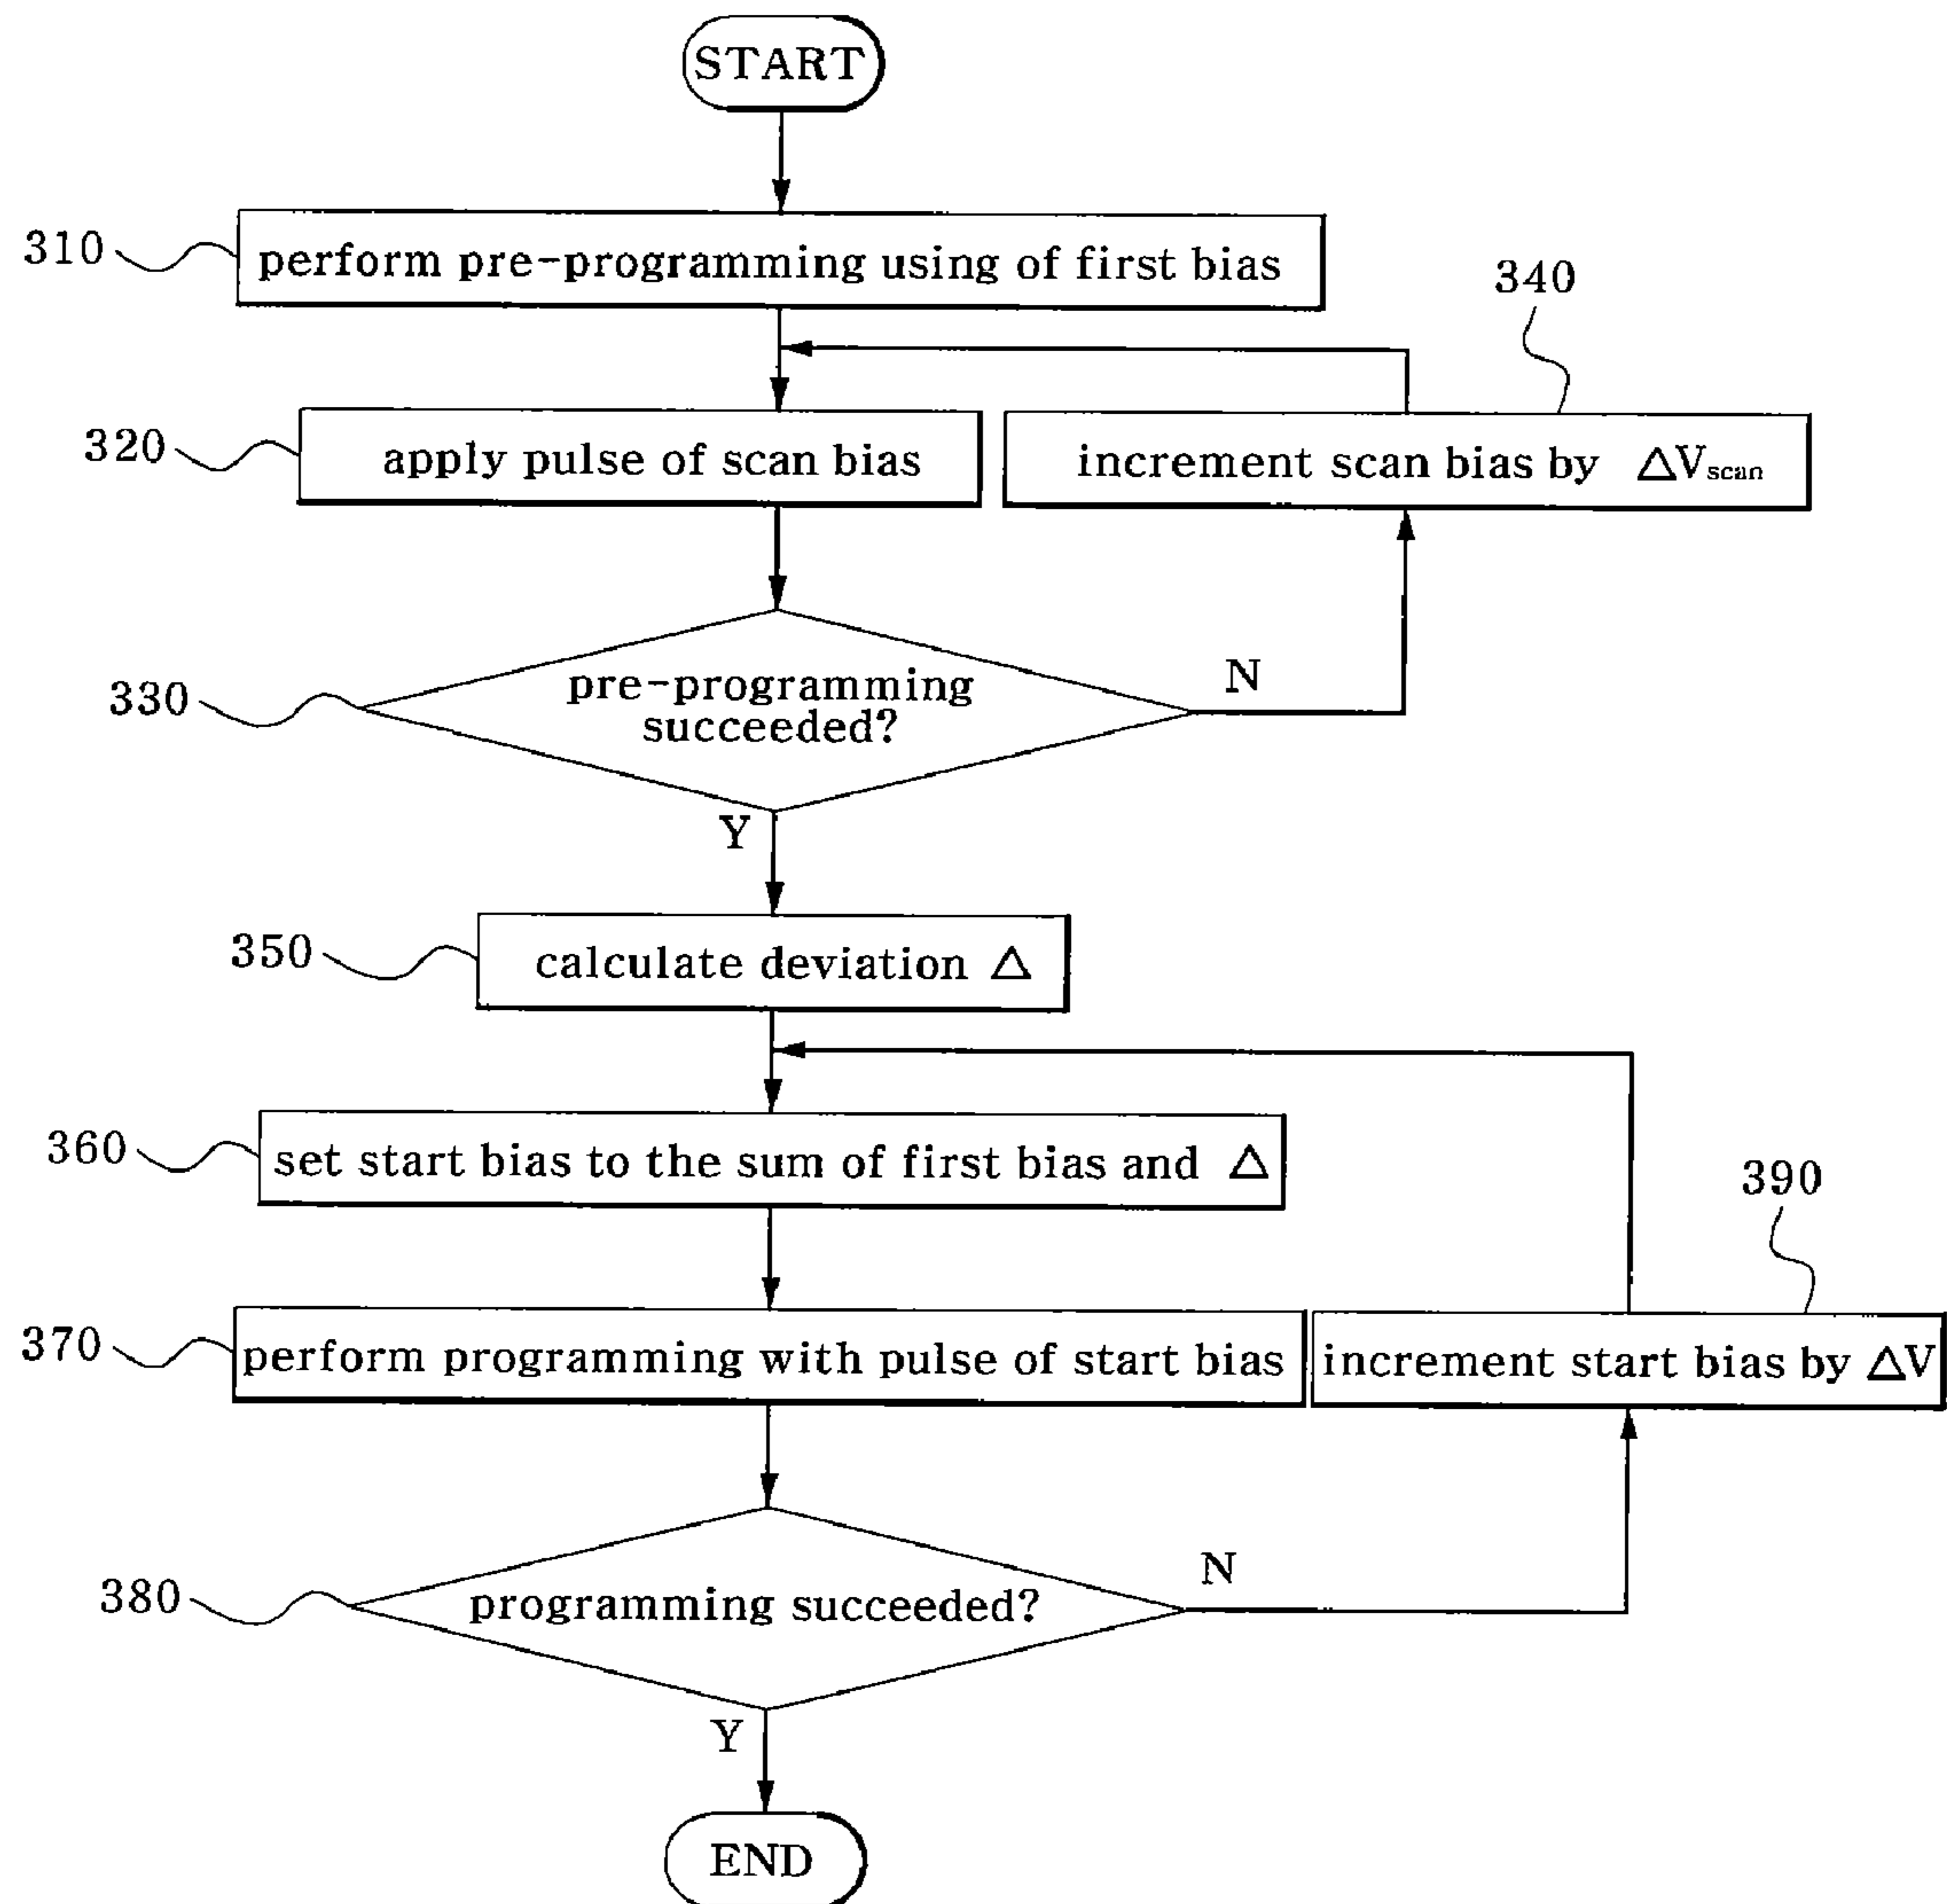 START
310
perform pre-programming using of first bias
340
320
apply pulse of scan bias
increment scan bias by △Vscan
330
pre-programming
succeeded?
N
Y
350
calculate deviation △
360
set start bias to the sum of first bias and △
390
370
perform programming with pulse of start bias
increment start bias by △V
380
programming succeeded?
N
Y
END